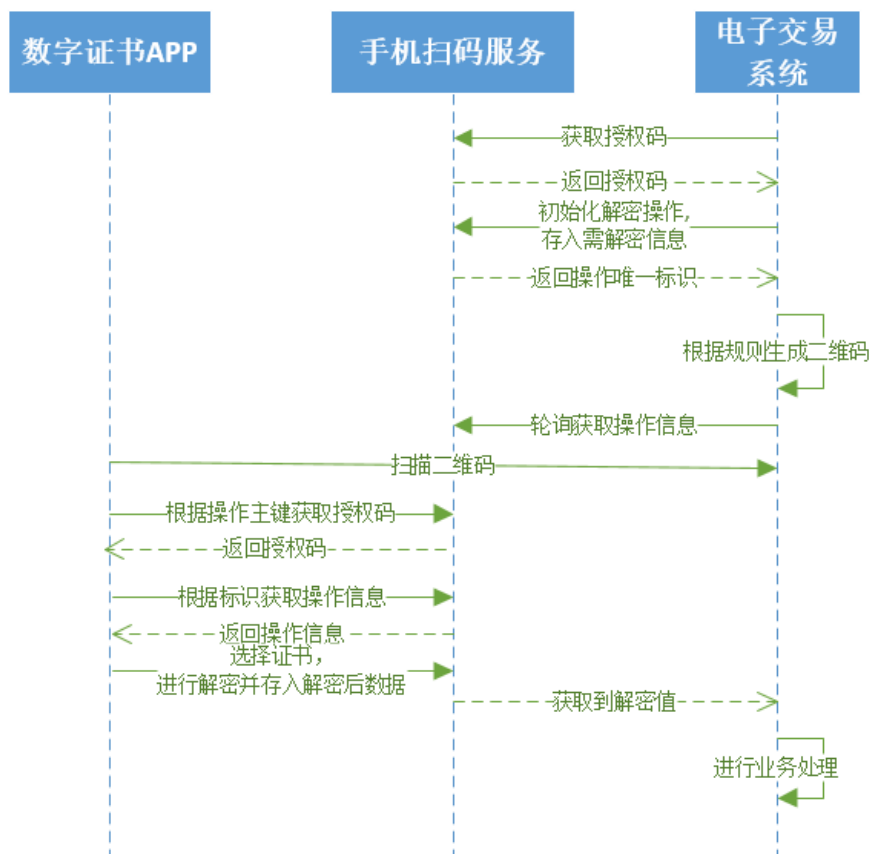 数字证书APP
手机扫码服务
电子交易
系统
获取授权码
返回授权码
初始化解密操作,
存入需解密信息
返回操作唯一标识
根据规则生成二维码
轮询获取操作信息
扫描二维码
根据操作主键获取授权码
返回授权码
根据标识获取操作信息
返回操作信息
选择证书，
进行解密并存入解密后数据
获取到解密值
进行业务处理